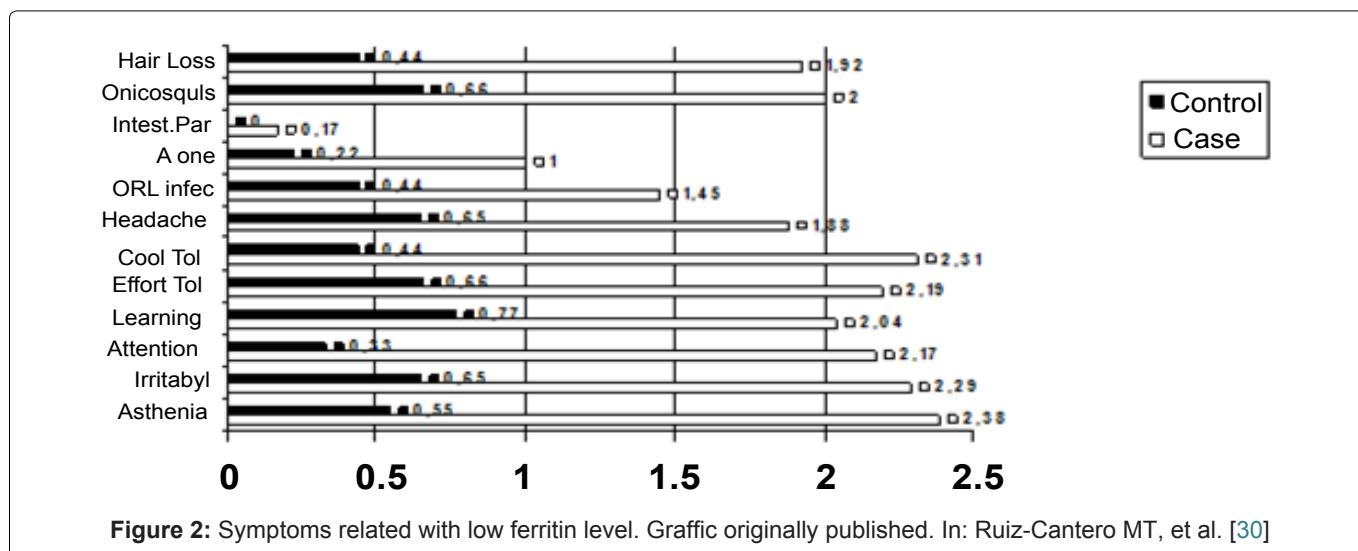 Hair Loss
0,44
1,92
Onicosquls
0,66
2
Intest.Par
0
0,17
A one
0,22
1
ORL infec
0,44
1,45
Headache
0,65
1,88
Cool Tol
0,44
2,31
Effort Tol
0,66
2,19
Learning
0,77
2,04
Attention
0,33
2,17
Irritabyl
0,65
2,29
Asthenia
0,55
2,38
0 0.5 1 1.5 2 2.5
Control
Case
Figure 2: Symptoms related with low ferritin level. Graffic originally published. In: Ruiz-Cantero MT, et al. [30]